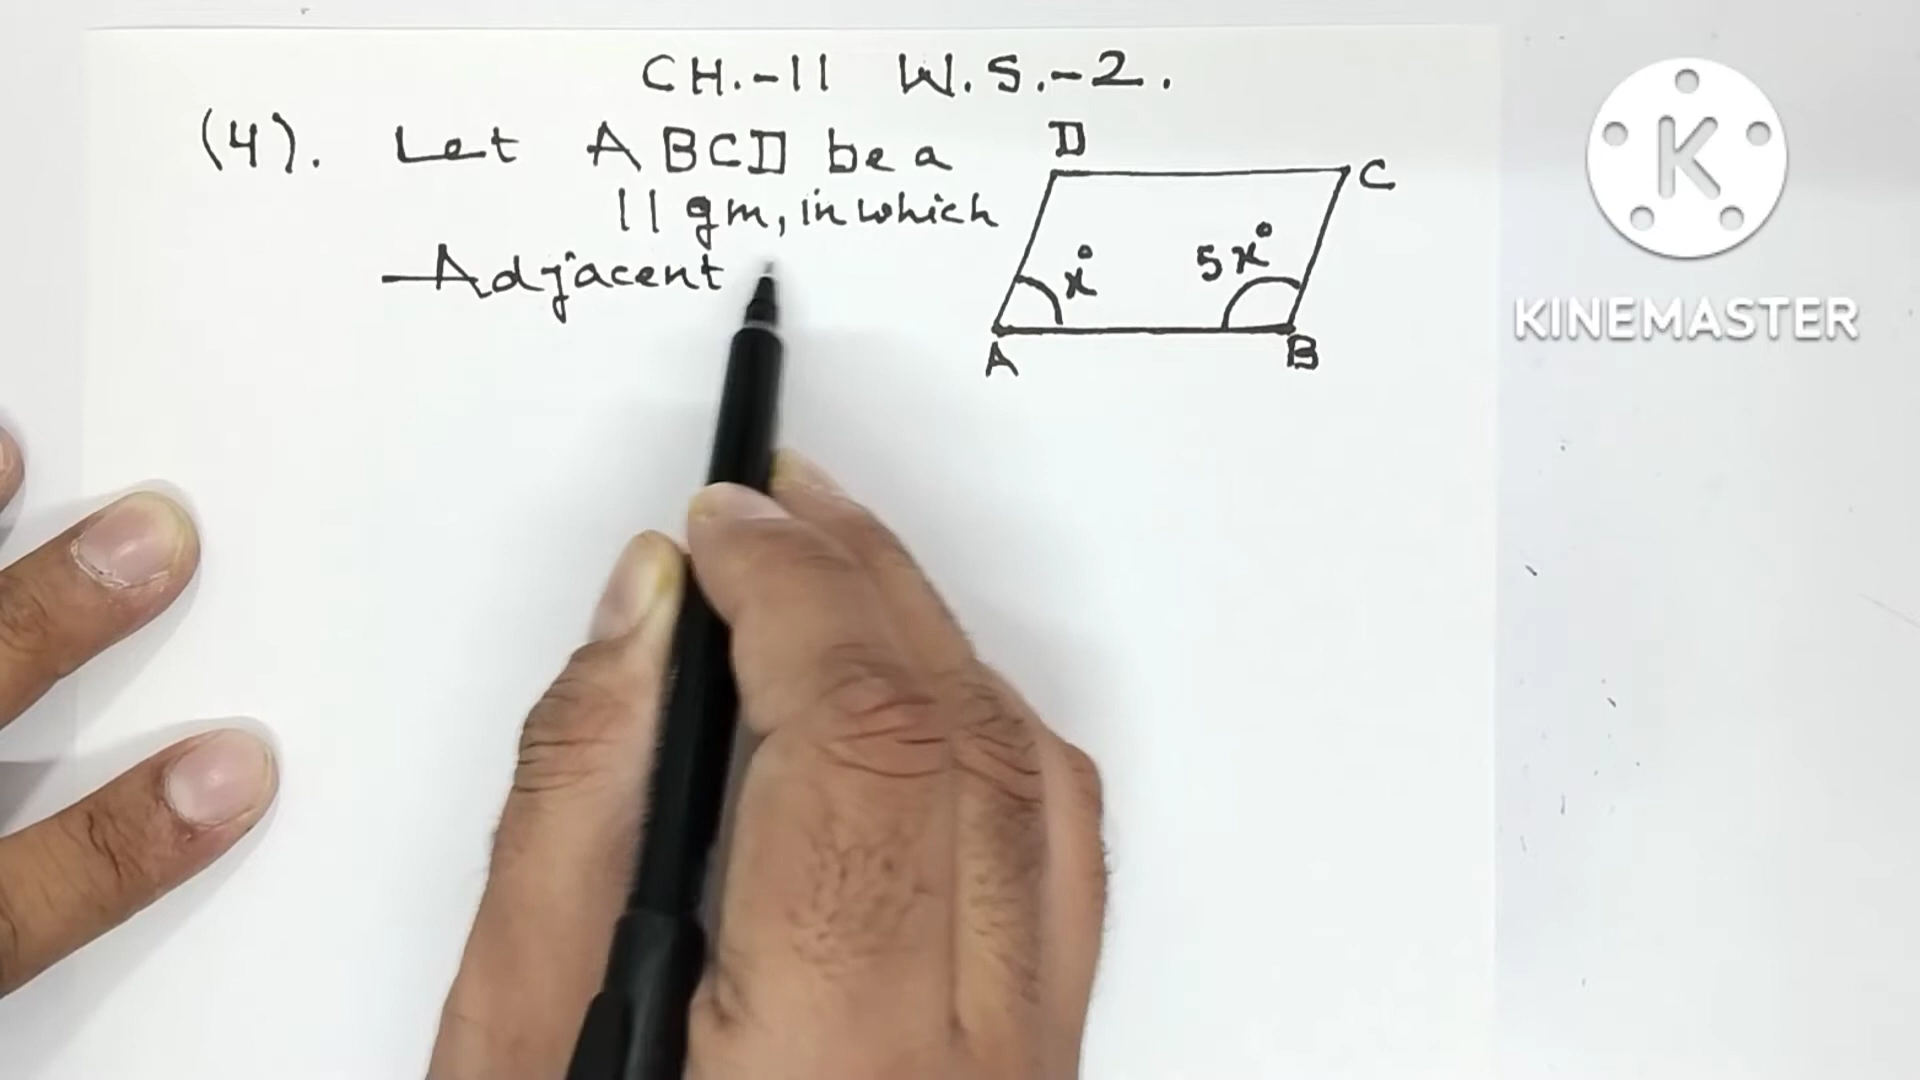 CH.-11 W.S.-2.
(4). Let ABCD be a
||gm, in which
Adjacent
D
C
x°
5x°
A
B
K
KINEMASTER